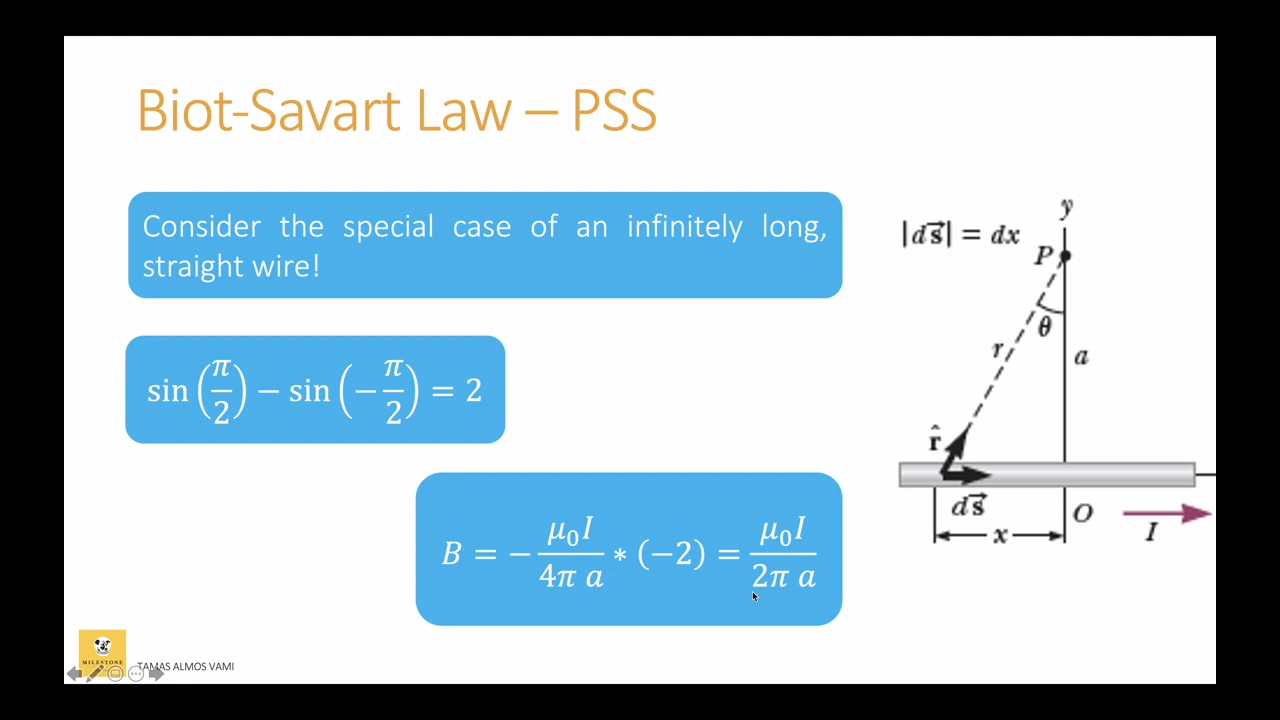 Biot-Savart Law – PSS
Consider the special case of an infinitely long,
straight wire!
sin(π/2) − sin(−π/2) = 2
B = − μ₀I/4π a ∗ (−2) = μ₀I/2π a
|ds⃗| = dx
y
P
θ
r
a
r̂
ds⃗
O
x
I
MILESTONE
TAMAS ALMOS VAMI